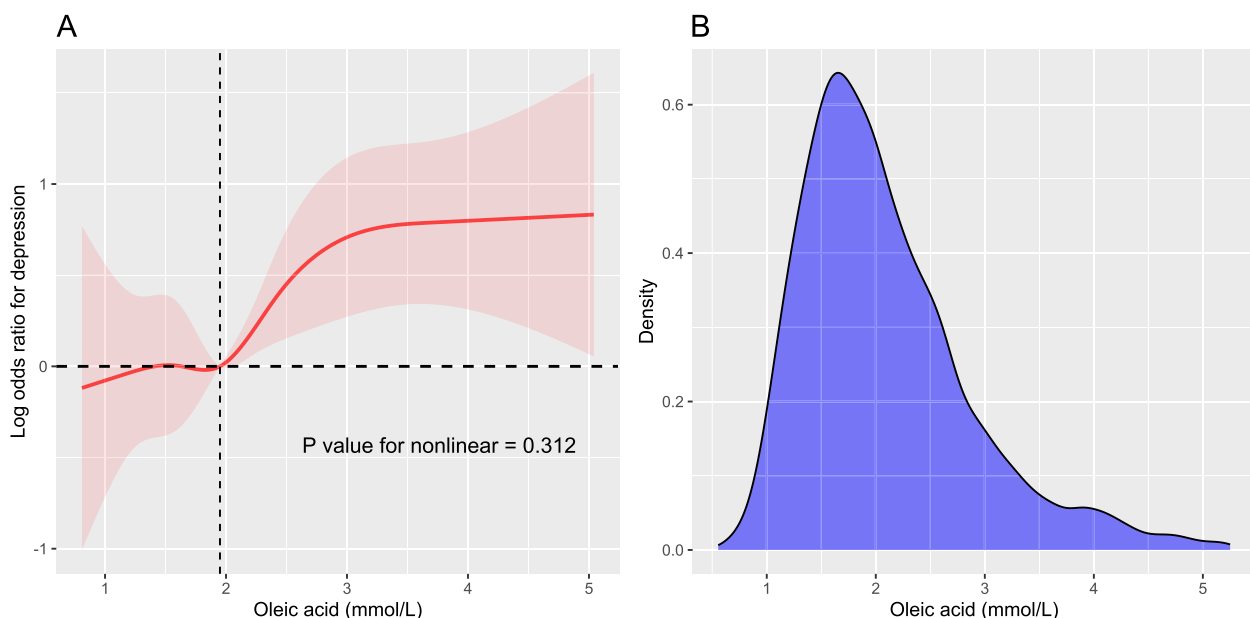 A
Log odds ratio for depression
1
0
-1
P value for nonlinear = 0.312
1 2 3 4 5
Oleic acid (mmol/L)
B
Density
0.6
0.4
0.2
0.0
1 2 3 4 5
Oleic acid (mmol/L)